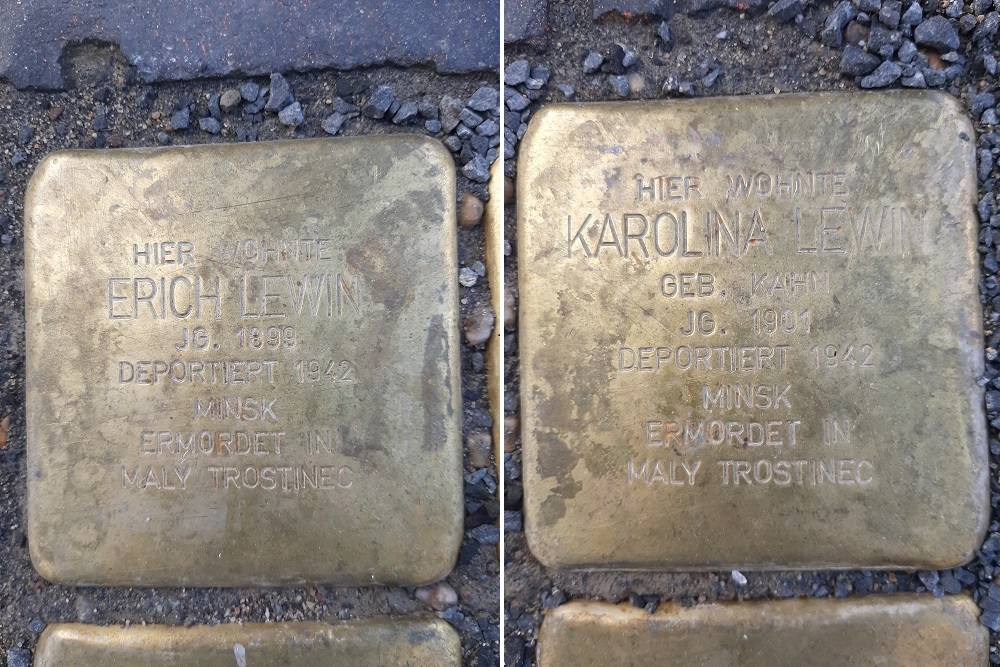 HIER WOHNTE
ERICH LEWIN
JG. 1899
DEPORTIERT 1942
MINSK
ERMORDET IN
MALY TROSTINEC
HIER WOHNTE
KAROLINA LEWIN
GEB. KAHN
JG. 1901
DEPORTIERT 1942
MINSK
ERMORDET IN
MALY TROSTINEC